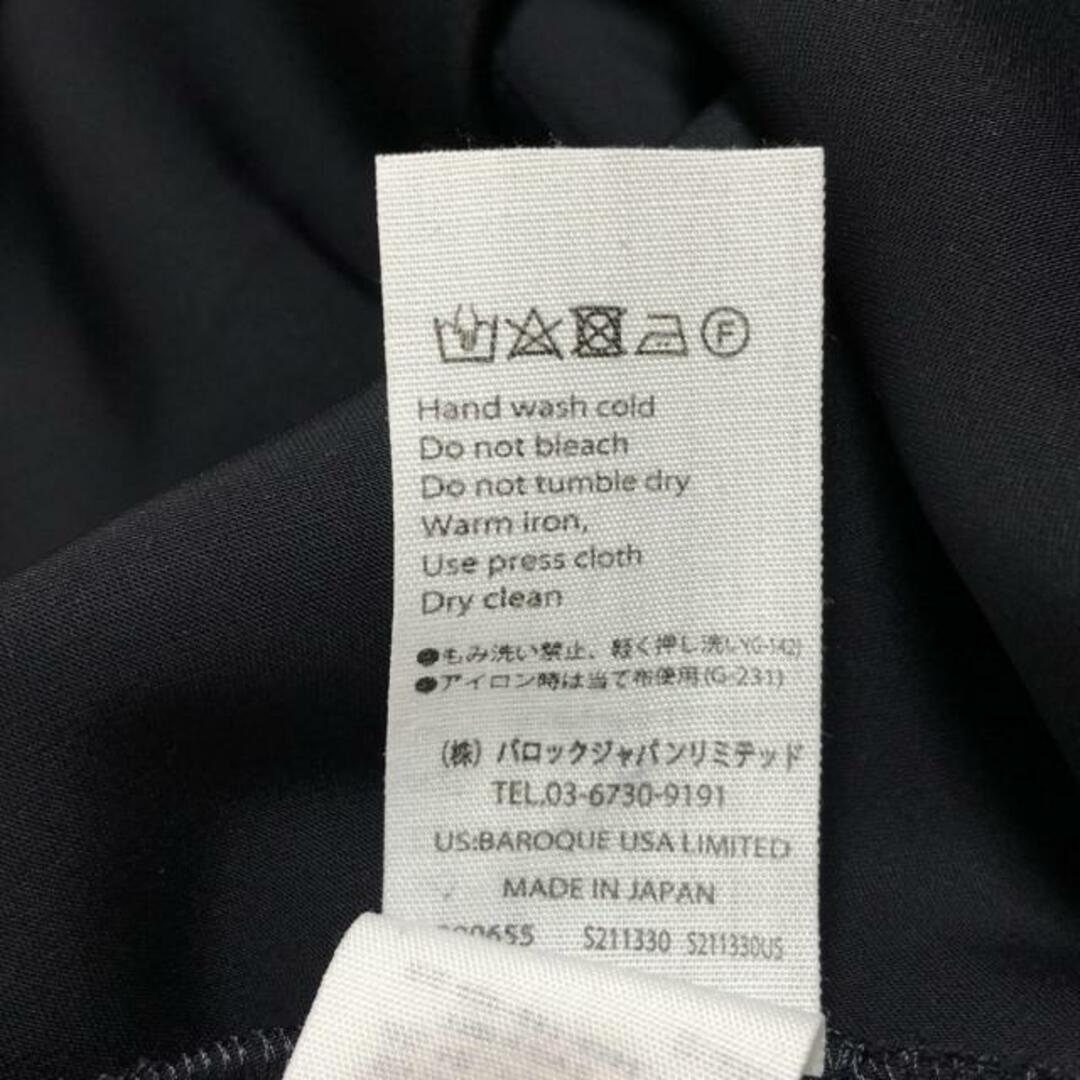 F
Hand wash cold
Do not bleach
Do not tumble dry
Warm iron,
Use press cloth
Dry clean
●もみ洗い禁止、軽く押し洗い(G-142)
●アイロン時は当て布使用(G-231)
(株) バロックジャパンリミテッド
TEL.03-6730-9191
US:BAROQUE USA LIMITED
MADE IN JAPAN
S211330 S211330US